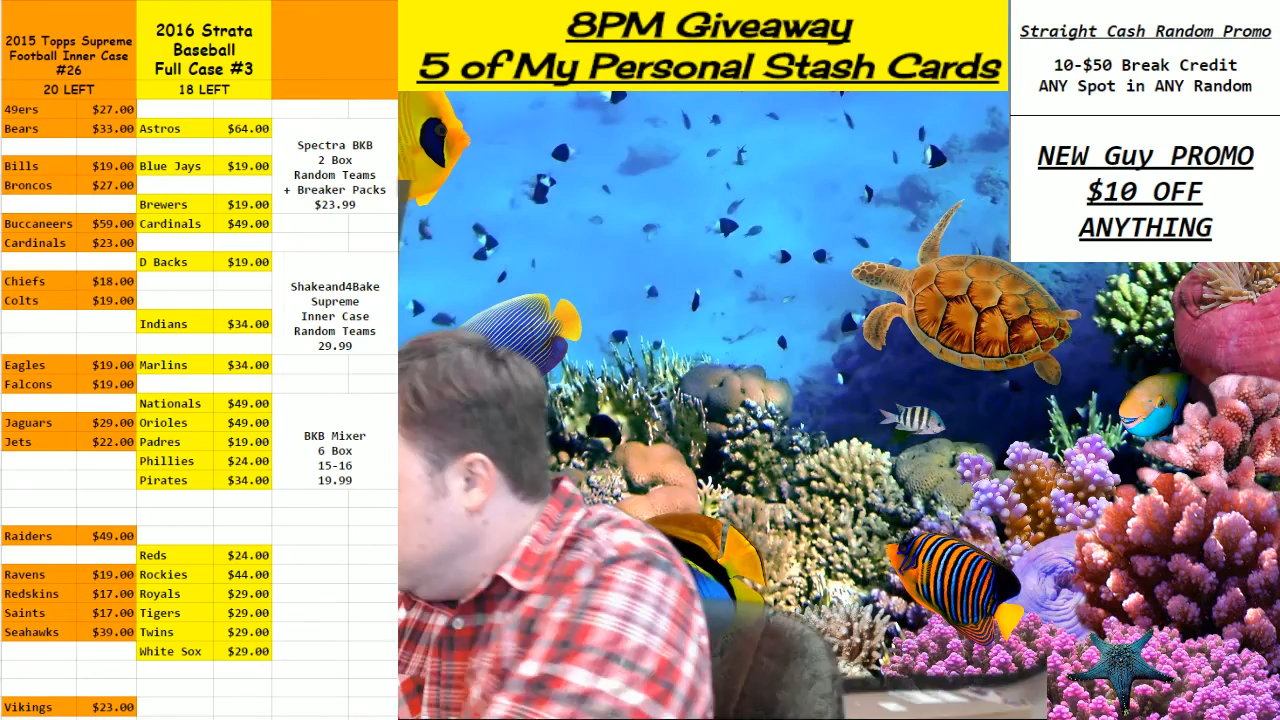 2015 Topps Supreme
Football Inner Case
#26
20 LEFT
49ers $27.00
Bears $33.00
Bills $19.00
Broncos $27.00
Buccaneers $59.00
Cardinals $23.00
Chiefs $18.00
Colts $19.00
Eagles $19.00
Falcons $19.00
Jaguars $29.00
Jets $22.00
Raiders $49.00
Ravens $19.00
Redskins $17.00
Saints $17.00
Seahawks $39.00
Vikings $23.00
2016 Strata
Baseball
Full Case #3
18 LEFT
Astros $64.00
Blue Jays $19.00
Brewers $19.00
Cardinals $49.00
D Backs $19.00
Indians $34.00
Marlins $34.00
Nationals $49.00
Orioles $49.00
Padres $19.00
Phillies $24.00
Pirates $34.00
Reds $24.00
Rockies $44.00
Royals $29.00
Tigers $29.00
Twins $29.00
White Sox $29.00
Spectra BKB
2 Box
Random Teams
+ Breaker Packs
$23.99
Shakeand4Bake
Supreme
Inner Case
Random Teams
29.99
BKB Mixer
6 Box
15-16
19.99
8PM Giveaway
5 of My Personal Stash Cards
Straight Cash Random Promo
10-$50 Break Credit
ANY Spot in ANY Random
NEW Guy PROMO
$10 OFF
ANYTHING